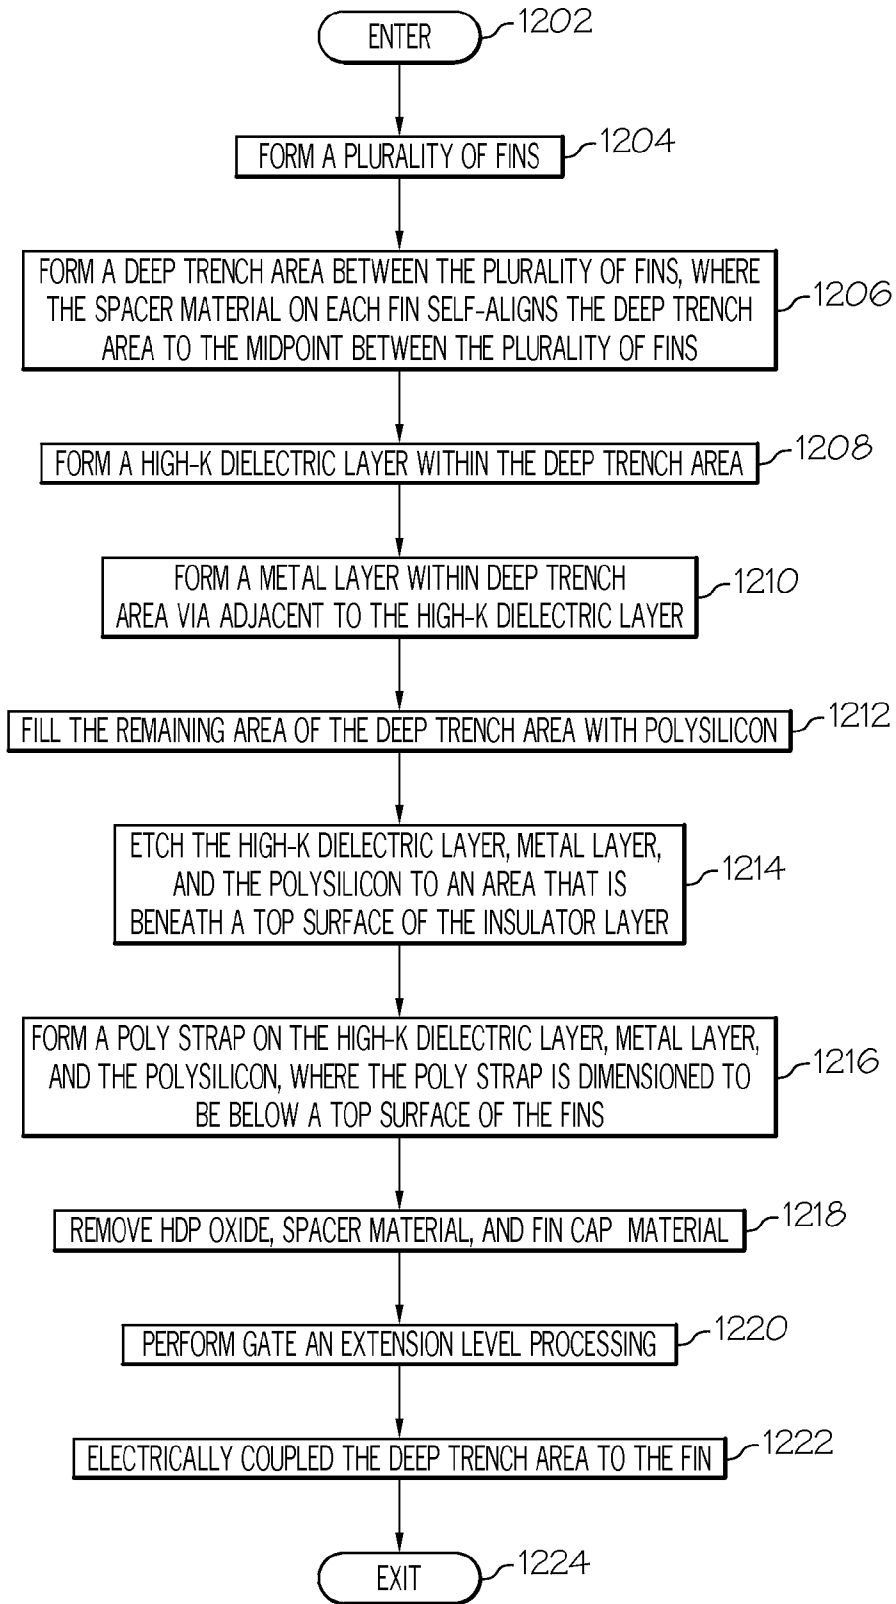 ENTER
1202
FORM A PLURALITY OF FINS
1204
FORM A DEEP TRENCH AREA BETWEEN THE PLURALITY OF FINS, WHERE
THE SPACER MATERIAL ON EACH FIN SELF-ALIGNS THE DEEP TRENCH
AREA TO THE MIDPOINT BETWEEN THE PLURALITY OF FINS
1206
FORM A HIGH-K DIELECTRIC LAYER WITHIN THE DEEP TRENCH AREA
1208
FORM A METAL LAYER WITHIN DEEP TRENCH
AREA VIA ADJACENT TO THE HIGH-K DIELECTRIC LAYER
1210
FILL THE REMAINING AREA OF THE DEEP TRENCH AREA WITH POLYSILICON
1212
ETCH THE HIGH-K DIELECTRIC LAYER, METAL LAYER,
AND THE POLYSILICON TO AN AREA THAT IS
BENEATH A TOP SURFACE OF THE INSULATOR LAYER
1214
FORM A POLY STRAP ON THE HIGH-K DIELECTRIC LAYER, METAL LAYER,
AND THE POLYSILICON, WHERE THE POLY STRAP IS DIMENSIONED TO
BE BELOW A TOP SURFACE OF THE FINS
1216
REMOVE HDP OXIDE, SPACER MATERIAL, AND FIN CAP MATERIAL
1218
PERFORM GATE AN EXTENSION LEVEL PROCESSING
1220
ELECTRICALLY COUPLED THE DEEP TRENCH AREA TO THE FIN
1222
EXIT
1224